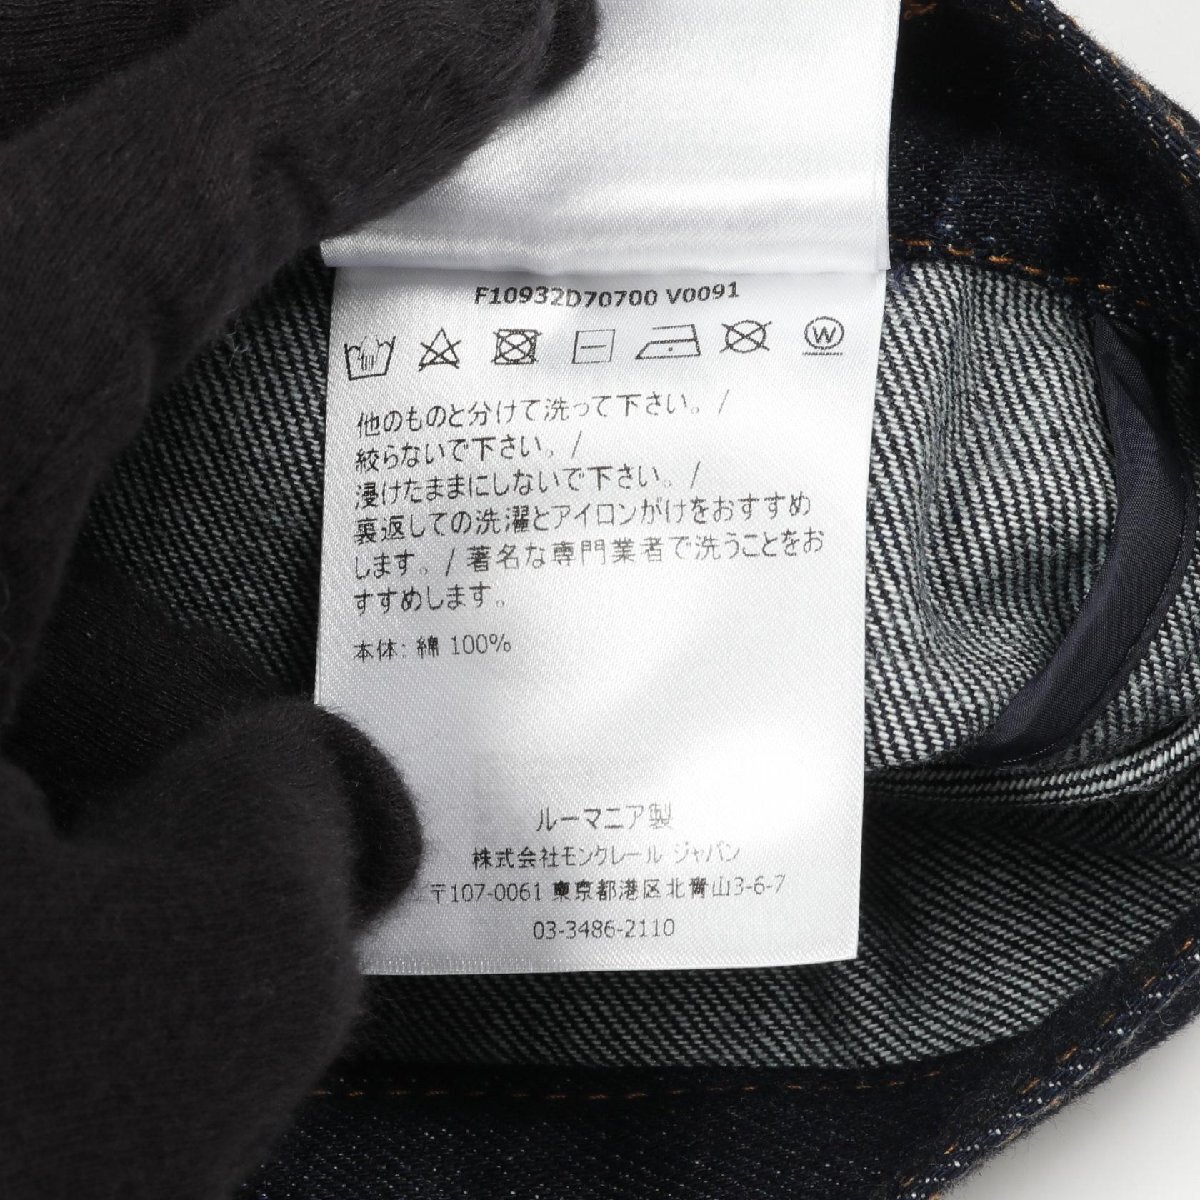 F10932D70700 V0091
W
他のものと分けて洗って下さい。/
絞らないで下さい。/
浸けたままにしないで下さい。/
裏返しての洗濯とアイロンがけをおすすめ
します。/ 著名な専門業者で洗うことをお
すすめします。
本体: 綿 100%
ルーマニア製
株式会社モンクレール ジャパン
〒107-0061 東京都港区北青山3-6-7
03-3486-2110